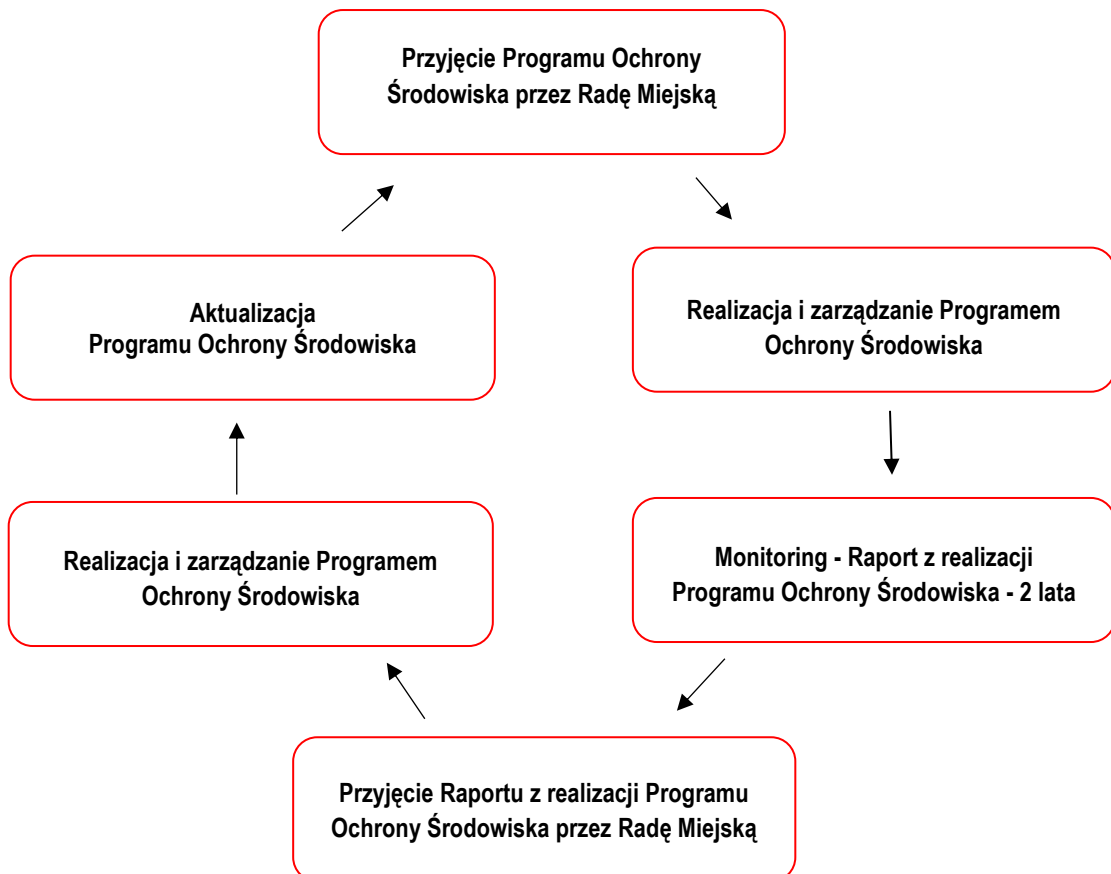 Przyjęcie Programu Ochrony
Środowiska przez Radę Miejską
Aktualizacja
Programu Ochrony Środowiska
Realizacja i zarządzanie Programem
Ochrony Środowiska
Realizacja i zarządzanie Programem
Ochrony Środowiska
Monitoring - Raport z realizacji
Programu Ochrony Środowiska - 2 lata
Przyjęcie Raportu z realizacji Programu
Ochrony Środowiska przez Radę Miejską